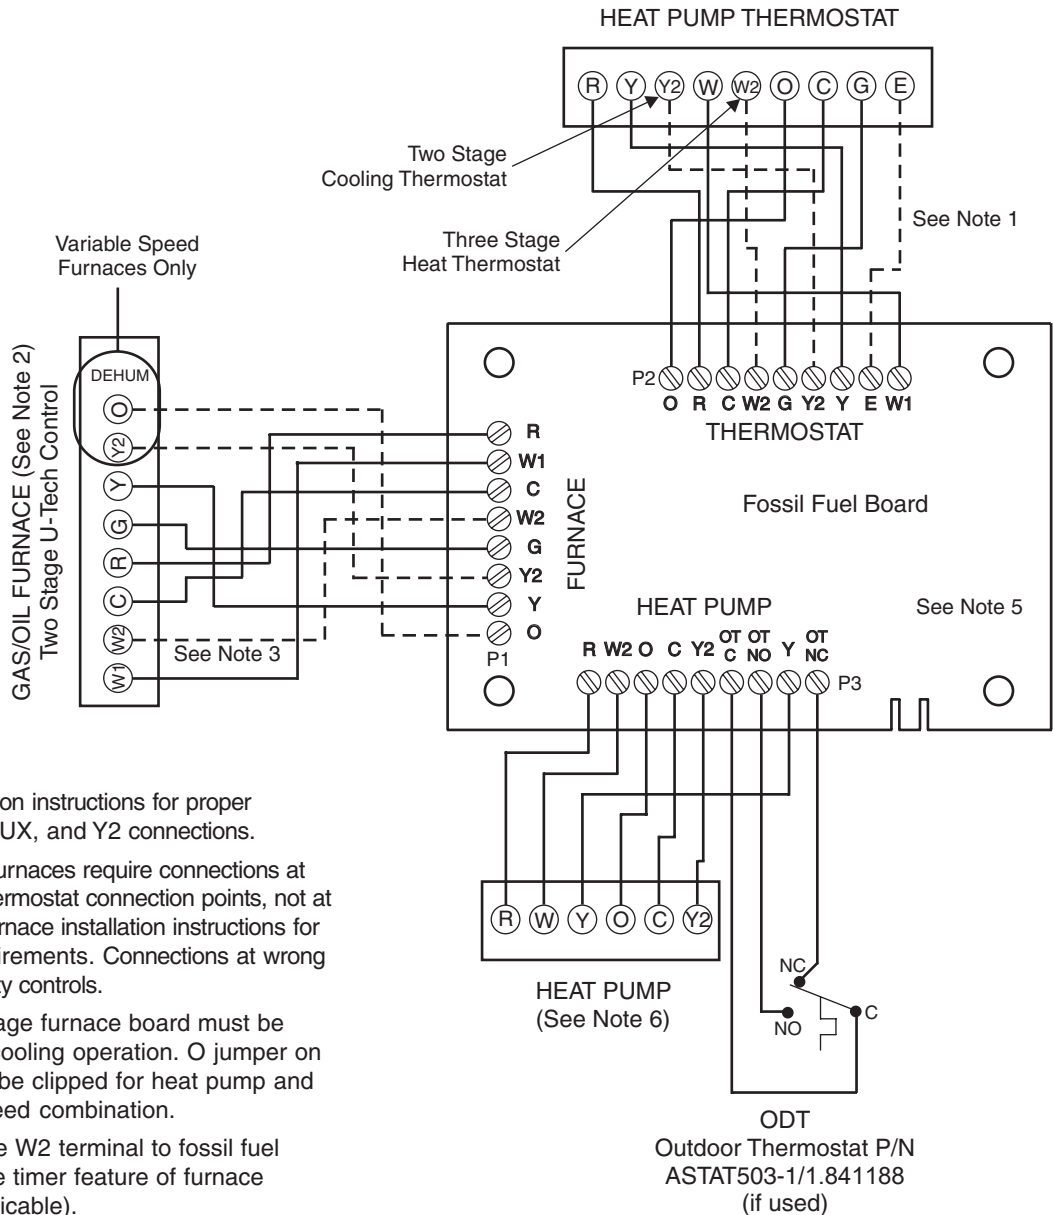 HEAT PUMP THERMOSTAT
R Y Y2 W W2 O C G E
Two Stage
Cooling Thermostat
Three Stage
Heat Thermostat
See Note 1
Variable Speed
Furnaces Only
GAS/OIL FURNACE (See Note 2)
Two Stage U-Tech Control
DEHUM
O
Y2
Y
G
R
C
W2
W1
See Note 3
P2
O R C W2 G Y2 Y E W1
THERMOSTAT
R
W1
C
W2
G
Y2
Y
O
P1
FURNACE
Fossil Fuel Board
HEAT PUMP
See Note 5
R W2 O C Y2 OT C OT NO Y OT NC
P3
R W Y O C Y2
HEAT PUMP
(See Note 6)
NC
NO
C
ODT
Outdoor Thermostat P/N
ASTAT503-1/1.841188
(if used)
on instructions for proper
UX, and Y2 connections.
urnaces require connections at
ermostat connection points, not at
rnace installation instructions for
irements. Connections at wrong
ty controls.
age furnace board must be
cooling operation. O jumper on
be clipped for heat pump and
eed combination.
e W2 terminal to fossil fuel
e timer feature of furnace
icable).